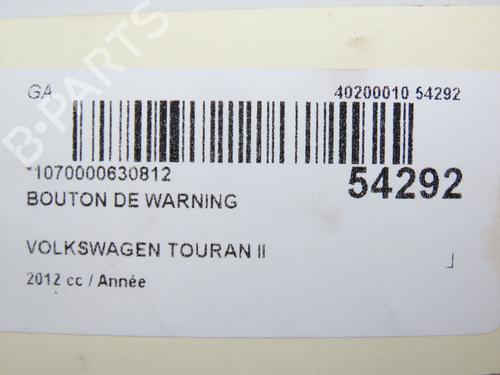 GA
40200010 54292
*1070000630812
54292
BOUTON DE WARNING
VOLKSWAGEN TOURAN II
2012 cc / Année
B-PARTS